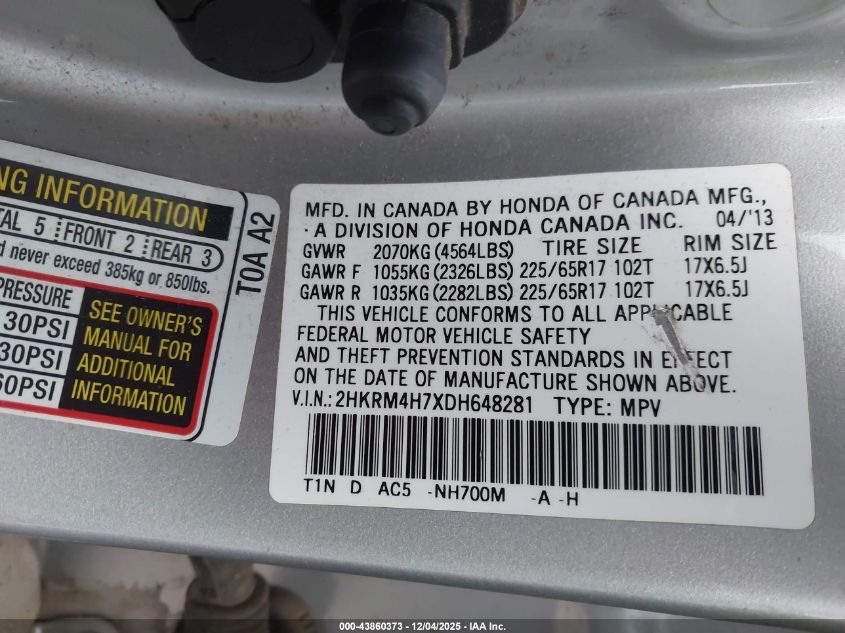 NG INFORMATION
TAL 5 FRONT 2 REAR 3
d never exceed 385kg or 850lbs.
PRESSURE
30PSI
30PSI
60PSI
SEE OWNER'S
MANUAL FOR
ADDITIONAL
INFORMATION
T0A A2
MFD. IN CANADA BY HONDA OF CANADA MFG.,
A DIVISION OF HONDA CANADA INC. 04/'13
GVWR 2070KG (4564LBS) TIRE SIZE RIM SIZE
GAWR F 1055KG (2326LBS) 225/65R17 102T 17X6.5J
GAWR R 1035KG (2282LBS) 225/65R17 102T 17X6.5J
THIS VEHICLE CONFORMS TO ALL APPLICABLE
FEDERAL MOTOR VEHICLE SAFETY
AND THEFT PREVENTION STANDARDS IN EFFECT
ON THE DATE OF MANUFACTURE SHOWN ABOVE.
V.I.N.: 2HKRM4H7XDH648281 TYPE: MPV
T1N D AC5 -NH700M -A -H
000-43860373 - 12/04/2025 - IAA Inc.